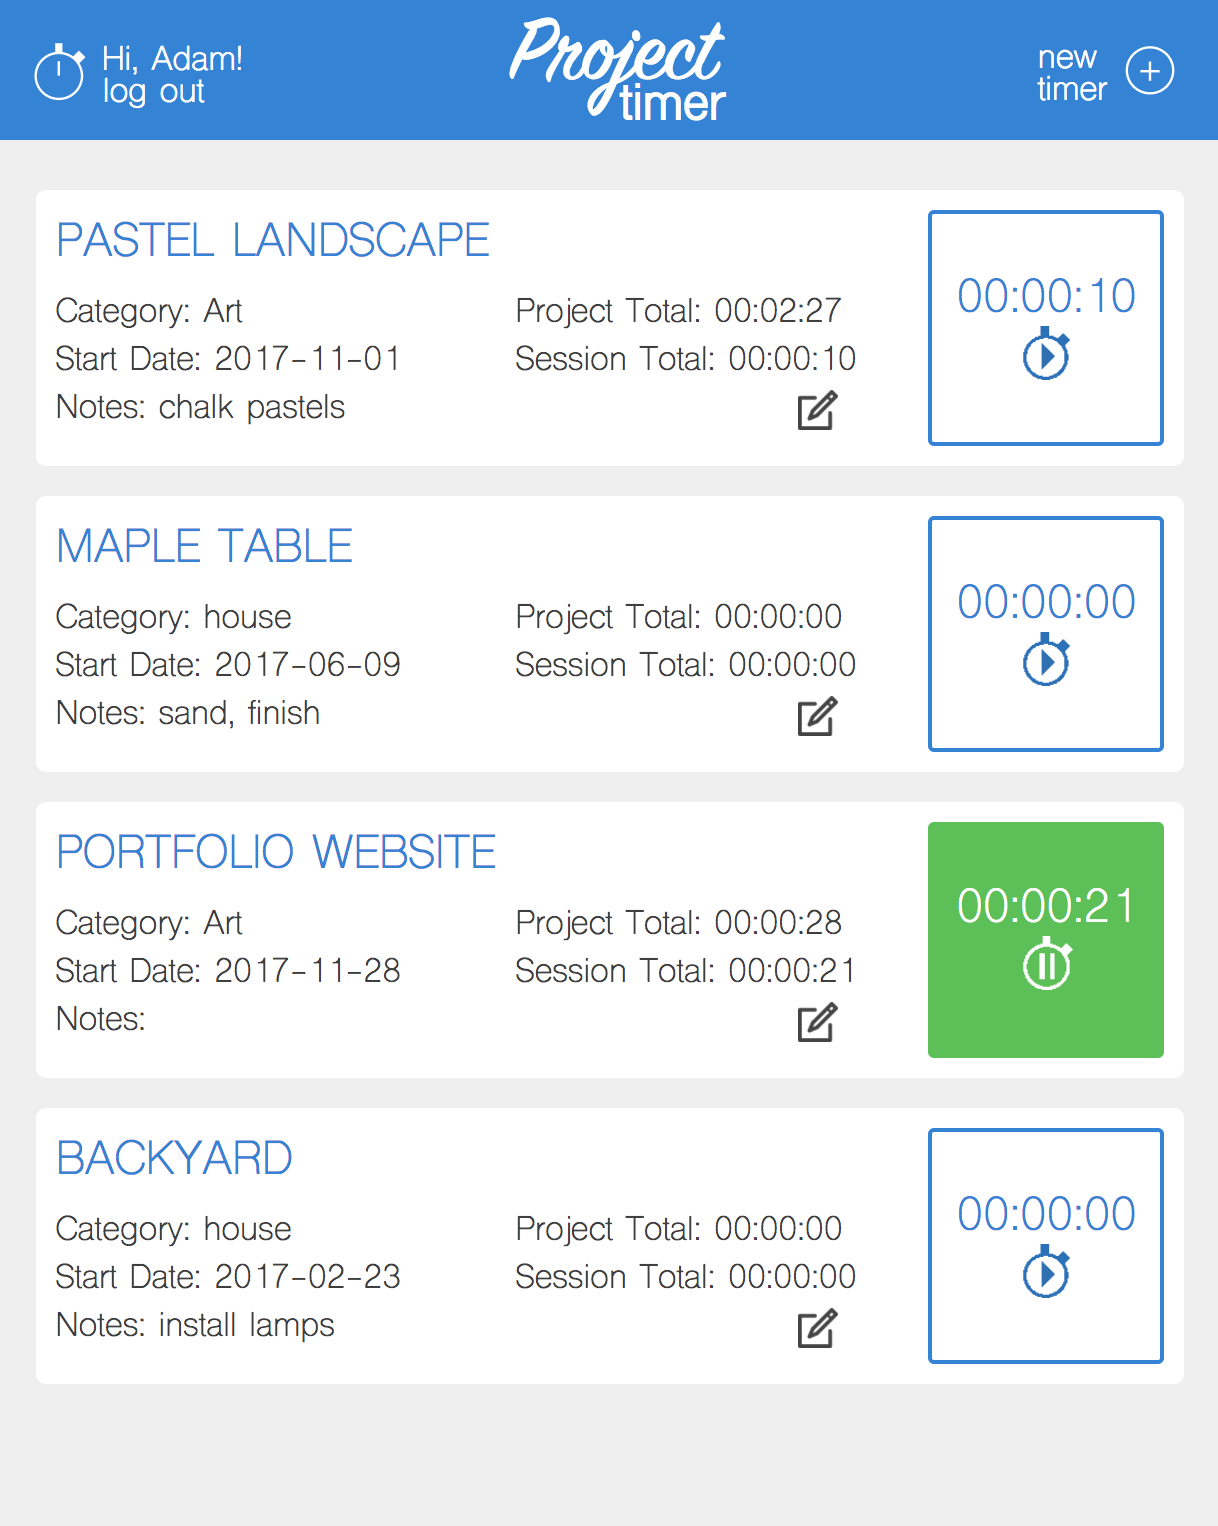 Hi, Adam!
log out
Project
timer
new
timer
PASTEL LANDSCAPE
Category: Art
Start Date: 2017-11-01
Notes: chalk pastels
Project Total: 00:02:27
Session Total: 00:00:10
00:00:10
MAPLE TABLE
Category: house
Start Date: 2017-06-09
Notes: sand, finish
Project Total: 00:00:00
Session Total: 00:00:00
00:00:00
PORTFOLIO WEBSITE
Category: Art
Start Date: 2017-11-28
Notes:
Project Total: 00:00:28
Session Total: 00:00:21
00:00:21
BACKYARD
Category: house
Start Date: 2017-02-23
Notes: install lamps
Project Total: 00:00:00
Session Total: 00:00:00
00:00:00